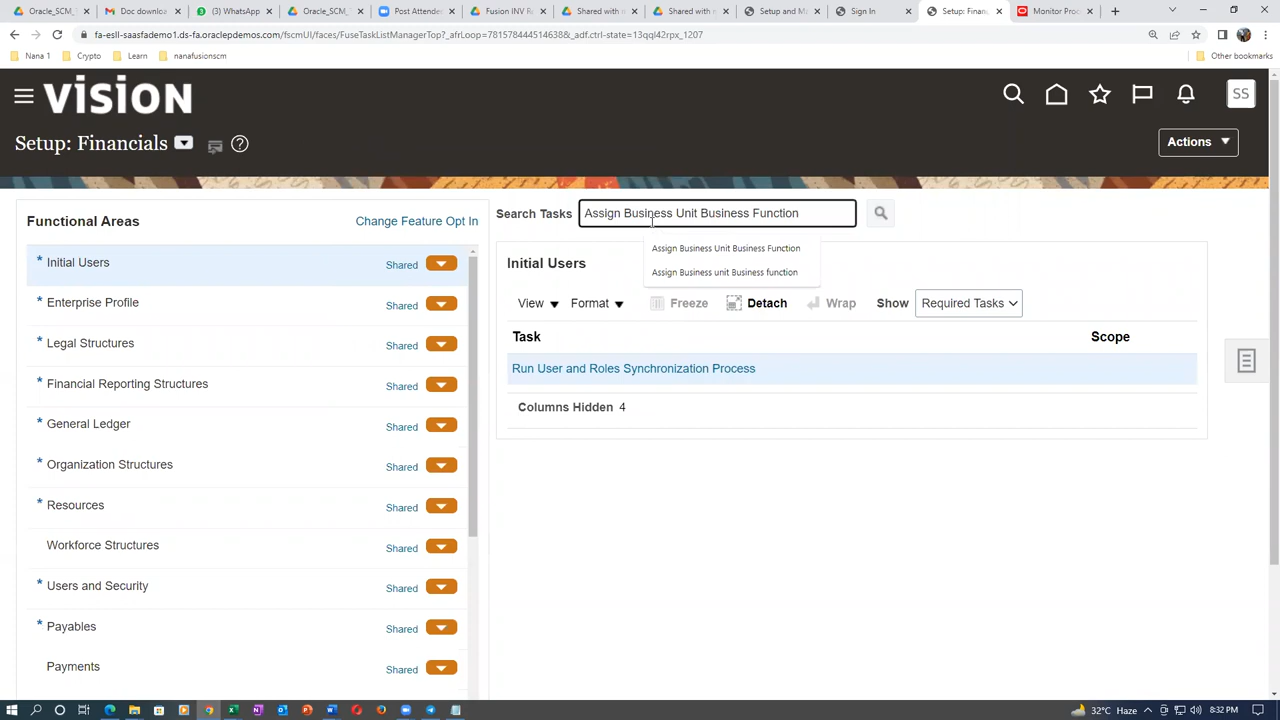 Oracle_SCM_T
Doc downloa
(3) WhatsApp
Oracle_SCM_T
Post Attende
Fusion INV R
Shared with m
Shared with m
Setup and Ma
Sign In
Setup: Finan
Monitor Proc
fa-esll-saasfademo1.ds-fa.oraclepdemos.com/fscmUI/faces/FuseTaskListManagerTop?_afrLoop=78157844514638&_adf.ctrl-state=13qql42rpx_1207
Nana 1
Crypto
Learn
nanafusionscm
Other bookmarks
VISION
SS
Setup: Financials
Actions
Functional Areas
Change Feature Opt In
* Initial Users Shared
* Enterprise Profile Shared
* Legal Structures Shared
* Financial Reporting Structures Shared
* General Ledger Shared
* Organization Structures Shared
* Resources Shared
Workforce Structures Shared
* Users and Security Shared
* Payables Shared
Payments Shared
Search Tasks Assign Business Unit Business Function
Assign Business Unit Business Function
Assign Business unit Business function
Initial Users
View Format Freeze Detach Wrap Show Required Tasks
Task Scope
Run User and Roles Synchronization Process
Columns Hidden 4
32°C Haze
8:32 PM